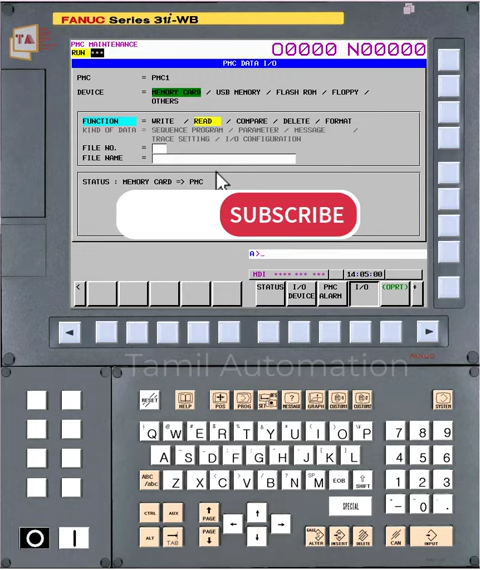 FANUC Series 31i-WB
TA
PMC MAINTENANCE
O0000 N00000
RUN ***
PMC DATA I/O
PMC = PMC1
DEVICE = MEMORY CARD / USB MEMORY / FLASH ROM / FLOPPY /
OTHERS
FUNCTION = WRITE / READ / COMPARE / DELETE / FORMAT
KIND OF DATA = SEQUENCE PROGRAM / PARAMETER / MESSAGE /
TRACE SETTING / I/O CONFIGURATION
FILE NO. =
FILE NAME =
STATUS : MEMORY CARD => PMC
SUBSCRIBE
A>_
MDI **** *** *** 14:05:00
< STATUS I/O DEVICE PMC ALARM I/O (OPRT) +
FANUC
Tamil Automation
RESET HELP POS PROG MESSAGE GRAPH CUSTOM CUSTOM SYSTEM
Q W E R T Y U I O P 7 8 9
A S D F G H J K L 4 5 6
ABC /abc Z X C V B N M EOB SHIFT 1 2 3
CTRL AUX PAGE SPECIAL - 0 .
ALT TAB PAGE ALTER INSERT DELETE CAN INPUT
O I